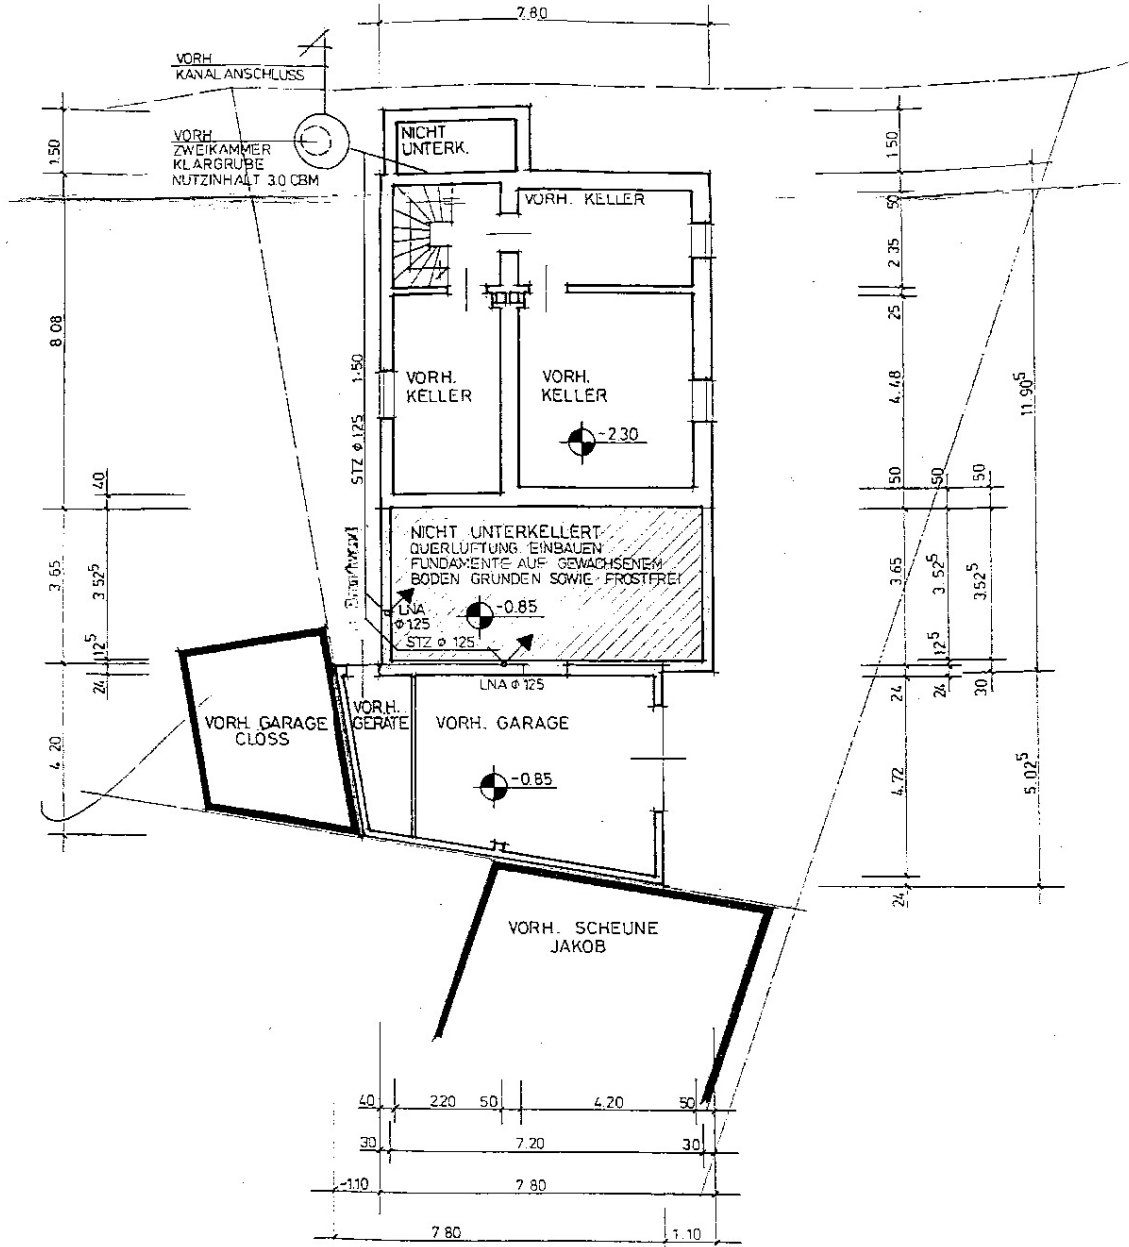 7.80
VORH
KANALANSCHLUSS
VORH.
ZWEIKAMMER
KLÄRGRUBE
NUTZINHALT 3.0 CBM
NICHT
UNTERK.
VORH. KELLER
1.50
8.08
40
3.65
3.52⁵
12⁵
24
4.20
STZ ϕ 125
1:50
VORH.
KELLER
VORH.
KELLER
-2.30
NICHT UNTERKELLERT
QUERLÜFTUNG EINBAUEN
FUNDAMENTE AUF GEWACHSENEM
BODEN GRÜNDEN SOWIE FROSTFREI
LNA
ϕ 125
-0.85
STZ ϕ 125
LNA ϕ 125
VORH. GARAGE
CLÖSS
VORH.
GERÄTE
VORH. GARAGE
-0.85
VORH. SCHEUNE
JAKOB
1.50
50
2.35
25
4.48
50
3.65
24
4.72
24
50
3.52⁵
12⁵
24
50
3.52⁵
30
11.90⁵
5.02⁵
40
2.20
50
4.20
50
30
7.20
30
-1.10
7.80
7.80
1.10